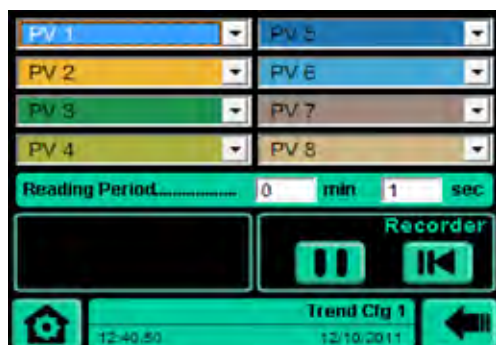 PV 1 PV 5
PV 2 PV 6
PV 3 PV 7
PV 4 PV 8
Reading Period.................. 0 min 1 sec
Recorder
Trend Cfg 1
12:40:50 12/10/2011